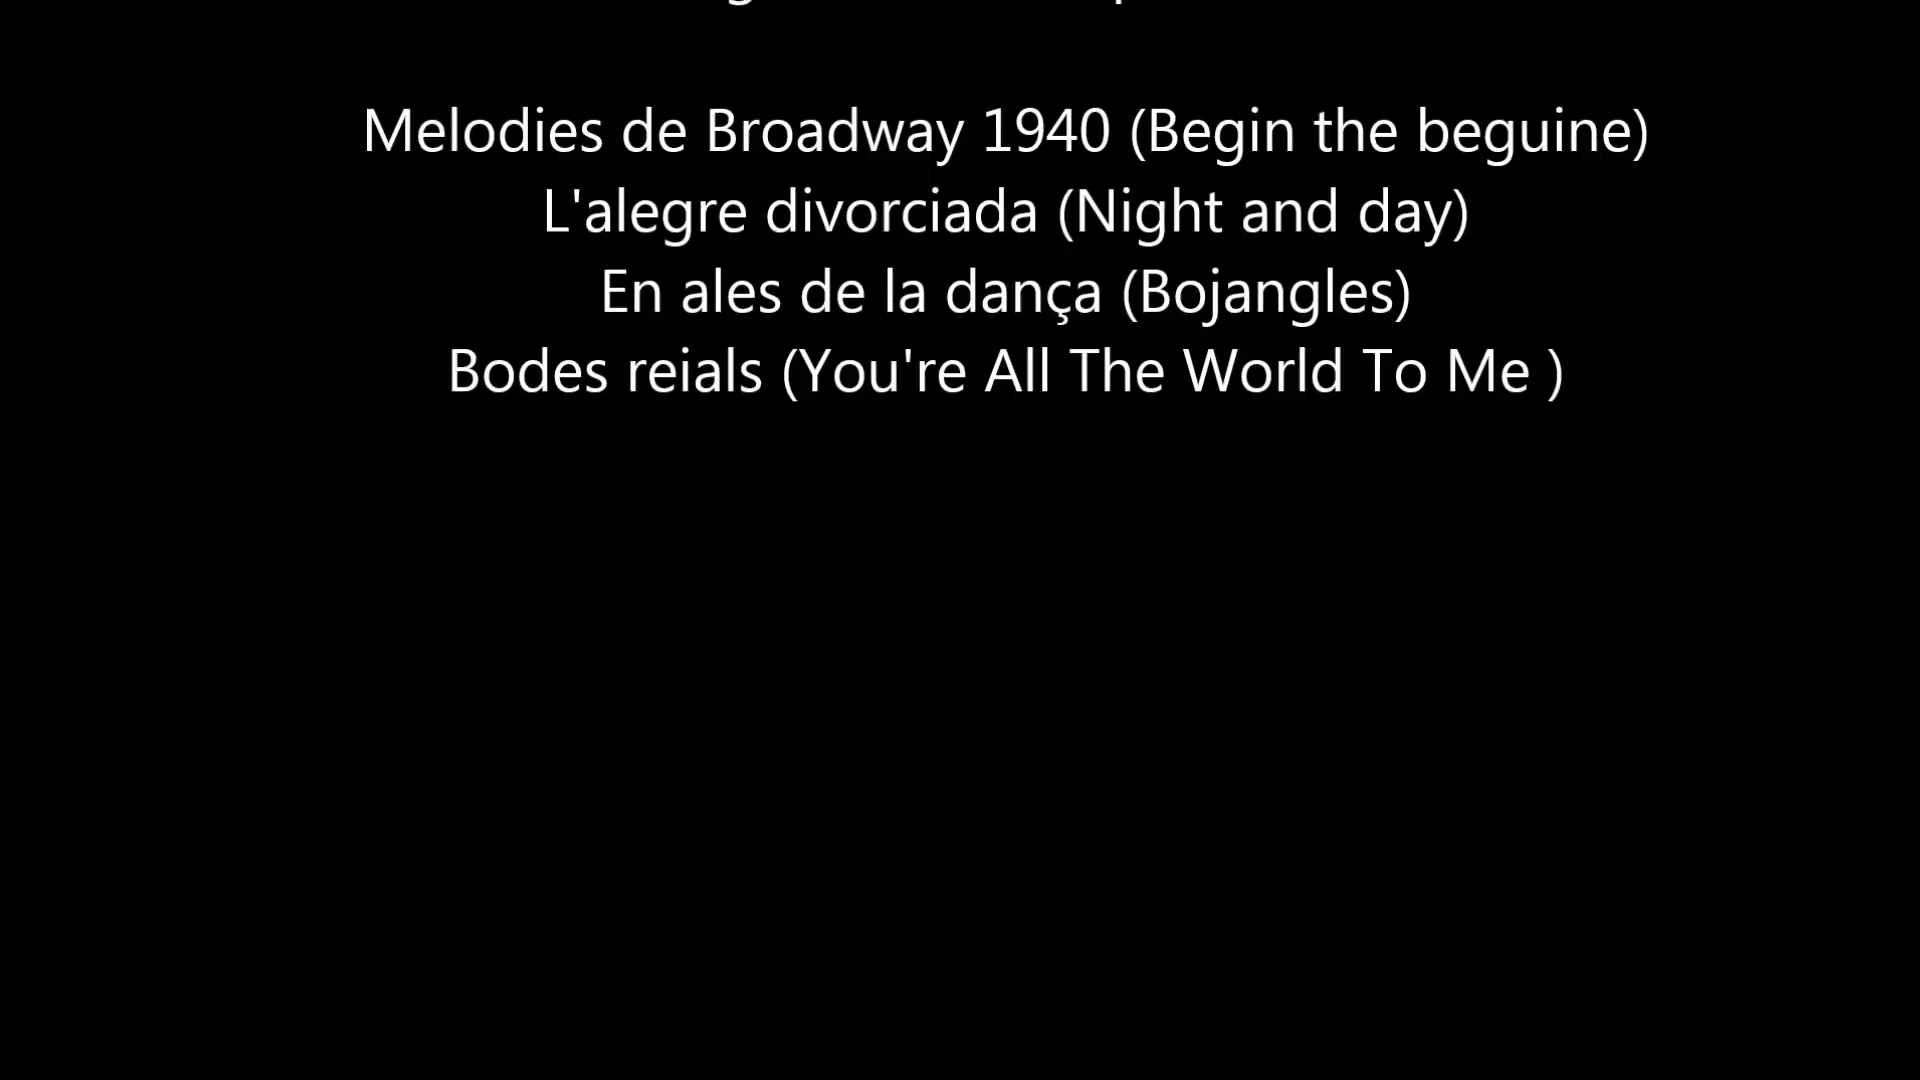 Melodies de Broadway 1940 (Begin the beguine)
L'alegre divorciada (Night and day)
En ales de la dança (Bojangles)
Bodes reials (You're All The World To Me )